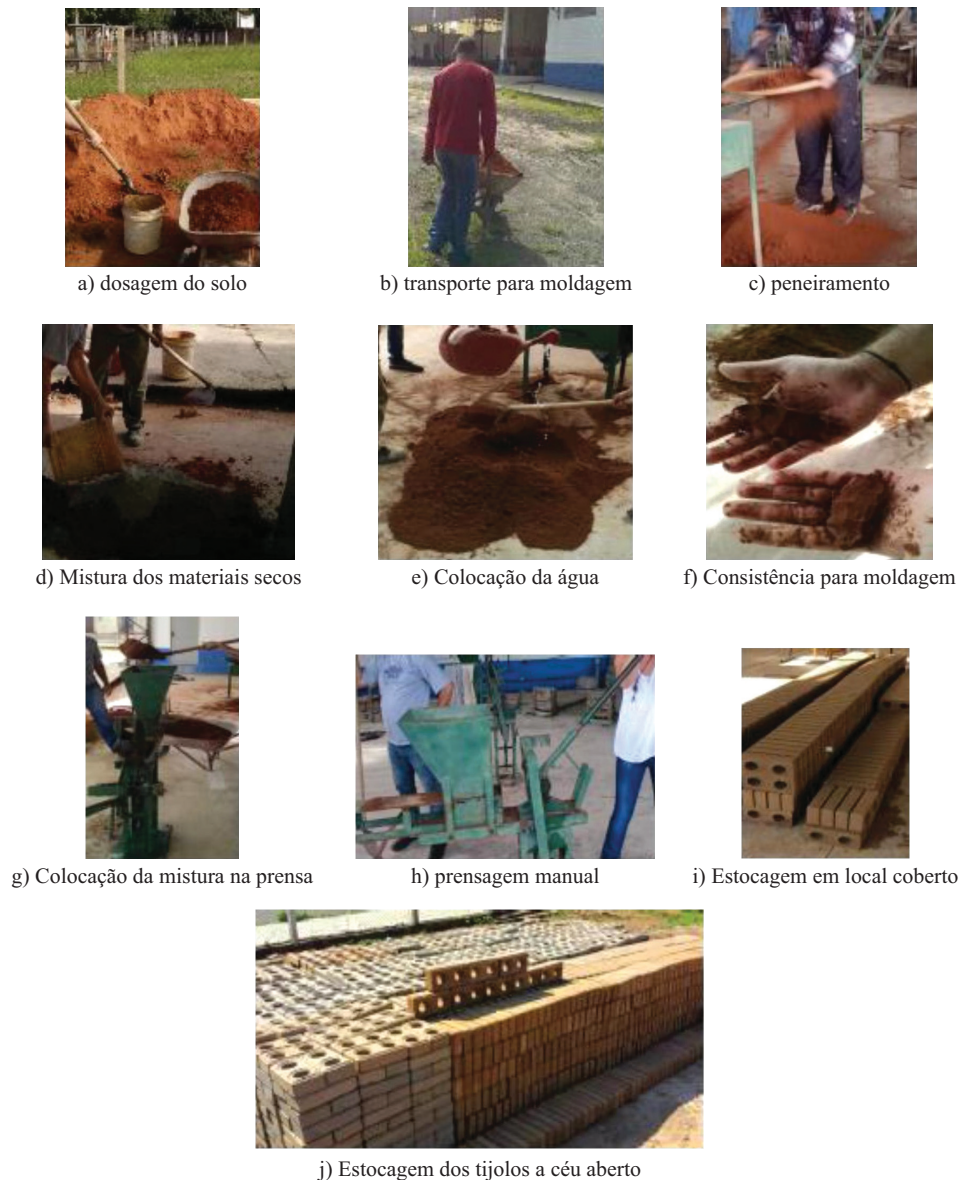 a) dosagem do solo
b) transporte para moldagem
c) peneiramento
d) Mistura dos materiais secos
e) Colocação da água
f) Consistência para moldagem
g) Colocação da mistura na prensa
h) prensagem manual
i) Estocagem em local coberto
j) Estocagem dos tijolos a céu aberto